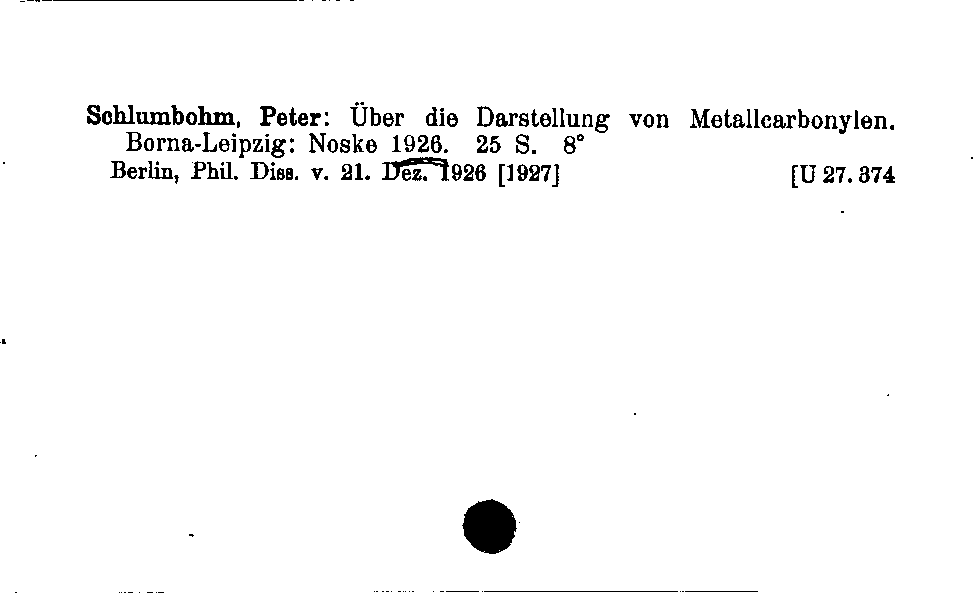 Schlumbohm, Peter: Über die Darstellung von Metallcarbonylen.
Borna-Leipzig: Noske 1926. 25 S. 8°
Berlin, Phil. Diss. v. 21. Dez. 1926 [1927] [U 27. 374